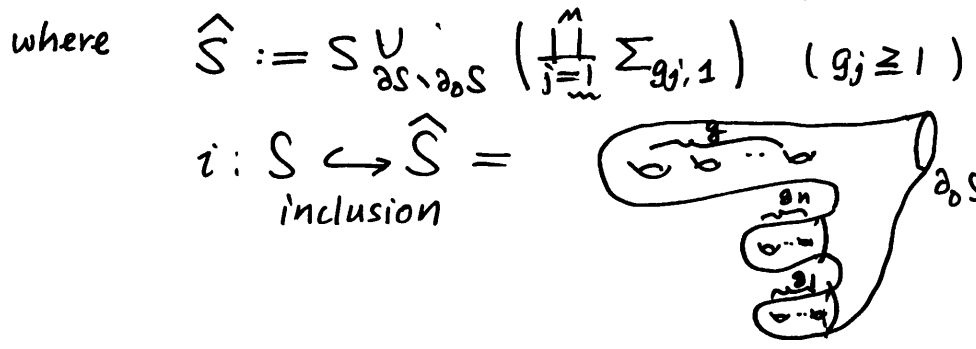 where Ŝ := S ∪_{∂S∖∂₀S} (∐_{j=1}^{n} Σ_{g_j,1}) (g_j ≧ 1)
i : S ↪ Ŝ =
inclusion
g
∂₀S
g_n
g_1